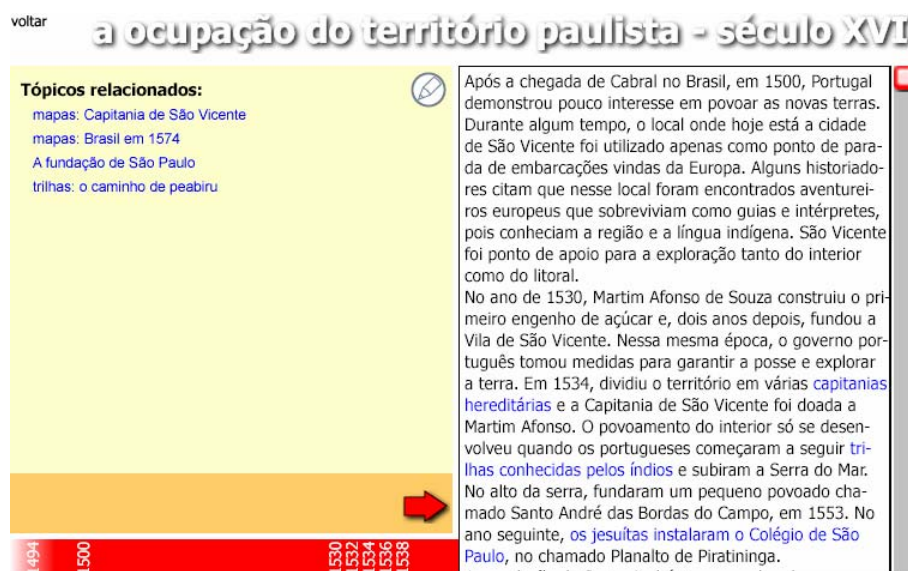 voltar
a ocupação do território paulista - século XVI
Tópicos relacionados:
mapas: Capitania de São Vicente
mapas: Brasil em 1574
A fundação de São Paulo
trilhas: o caminho de peabiru
Após a chegada de Cabral no Brasil, em 1500, Portugal
demonstrou pouco interesse em povoar as novas terras.
Durante algum tempo, o local onde hoje está a cidade
de São Vicente foi utilizado apenas como ponto de para-
da de embarcações vindas da Europa. Alguns historiado-
res citam que nesse local foram encontrados aventurei-
ros europeus que sobreviviam como guias e intérpretes,
pois conheciam a região e a língua indígena. São Vicente
foi ponto de apoio para a exploração tanto do interior
como do litoral.
No ano de 1530, Martim Afonso de Souza construiu o pri-
meiro engenho de açúcar e, dois anos depois, fundou a
Vila de São Vicente. Nessa mesma época, o governo por-
tuguês tomou medidas para garantir a posse e explorar
a terra. Em 1534, dividiu o território em várias capitanias
hereditárias e a Capitania de São Vicente foi doada a
Martim Afonso. O povoamento do interior só se desen-
volveu quando os portugueses começaram a seguir tri-
lhas conhecidas pelos índios e subiram a Serra do Mar.
No alto da serra, fundaram um pequeno povoado cha-
mado Santo André das Bordas do Campo, em 1553. No
ano seguinte, os jesuítas instalaram o Colégio de São
Paulo, no chamado Planalto de Piratininga.
1494
1500
1530
1532
1534
1536
1538